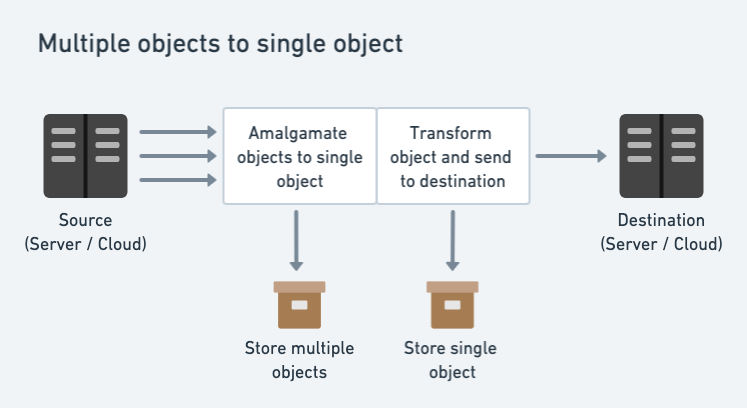 Multiple objects to single object
Amalgamate
objects to single
object
Transform
object and send
to destination
Source
(Server / Cloud)
Destination
(Server / Cloud)
Store multiple
objects
Store single
object